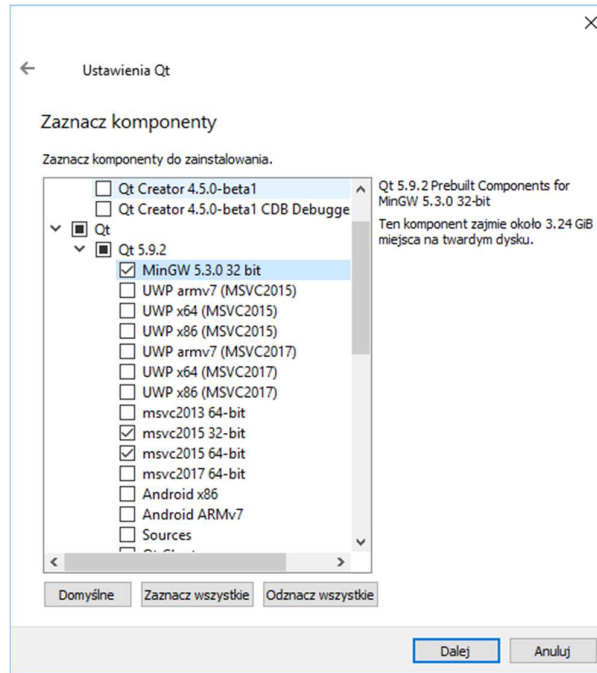 Ustawienia Qt
Zaznacz komponenty
Zaznacz komponenty do zainstalowania.
Qt Creator 4.5.0-beta1
Qt Creator 4.5.0-beta1 CDB Debugge
Qt
Qt 5.9.2
MinGW 5.3.0 32 bit
UWP armv7 (MSVC2015)
UWP x64 (MSVC2015)
UWP x86 (MSVC2015)
UWP armv7 (MSVC2017)
UWP x64 (MSVC2017)
UWP x86 (MSVC2017)
msvc2013 64-bit
msvc2015 32-bit
msvc2015 64-bit
msvc2017 64-bit
Android x86
Android ARMv7
Sources
Qt 5.9.2 Prebuilt Components for
MinGW 5.3.0 32-bit
Ten komponent zajmie około 3.24 GiB
miejsca na twardym dysku.
Domyślne Zaznacz wszystkie Odznacz wszystkie
Dalej Anuluj